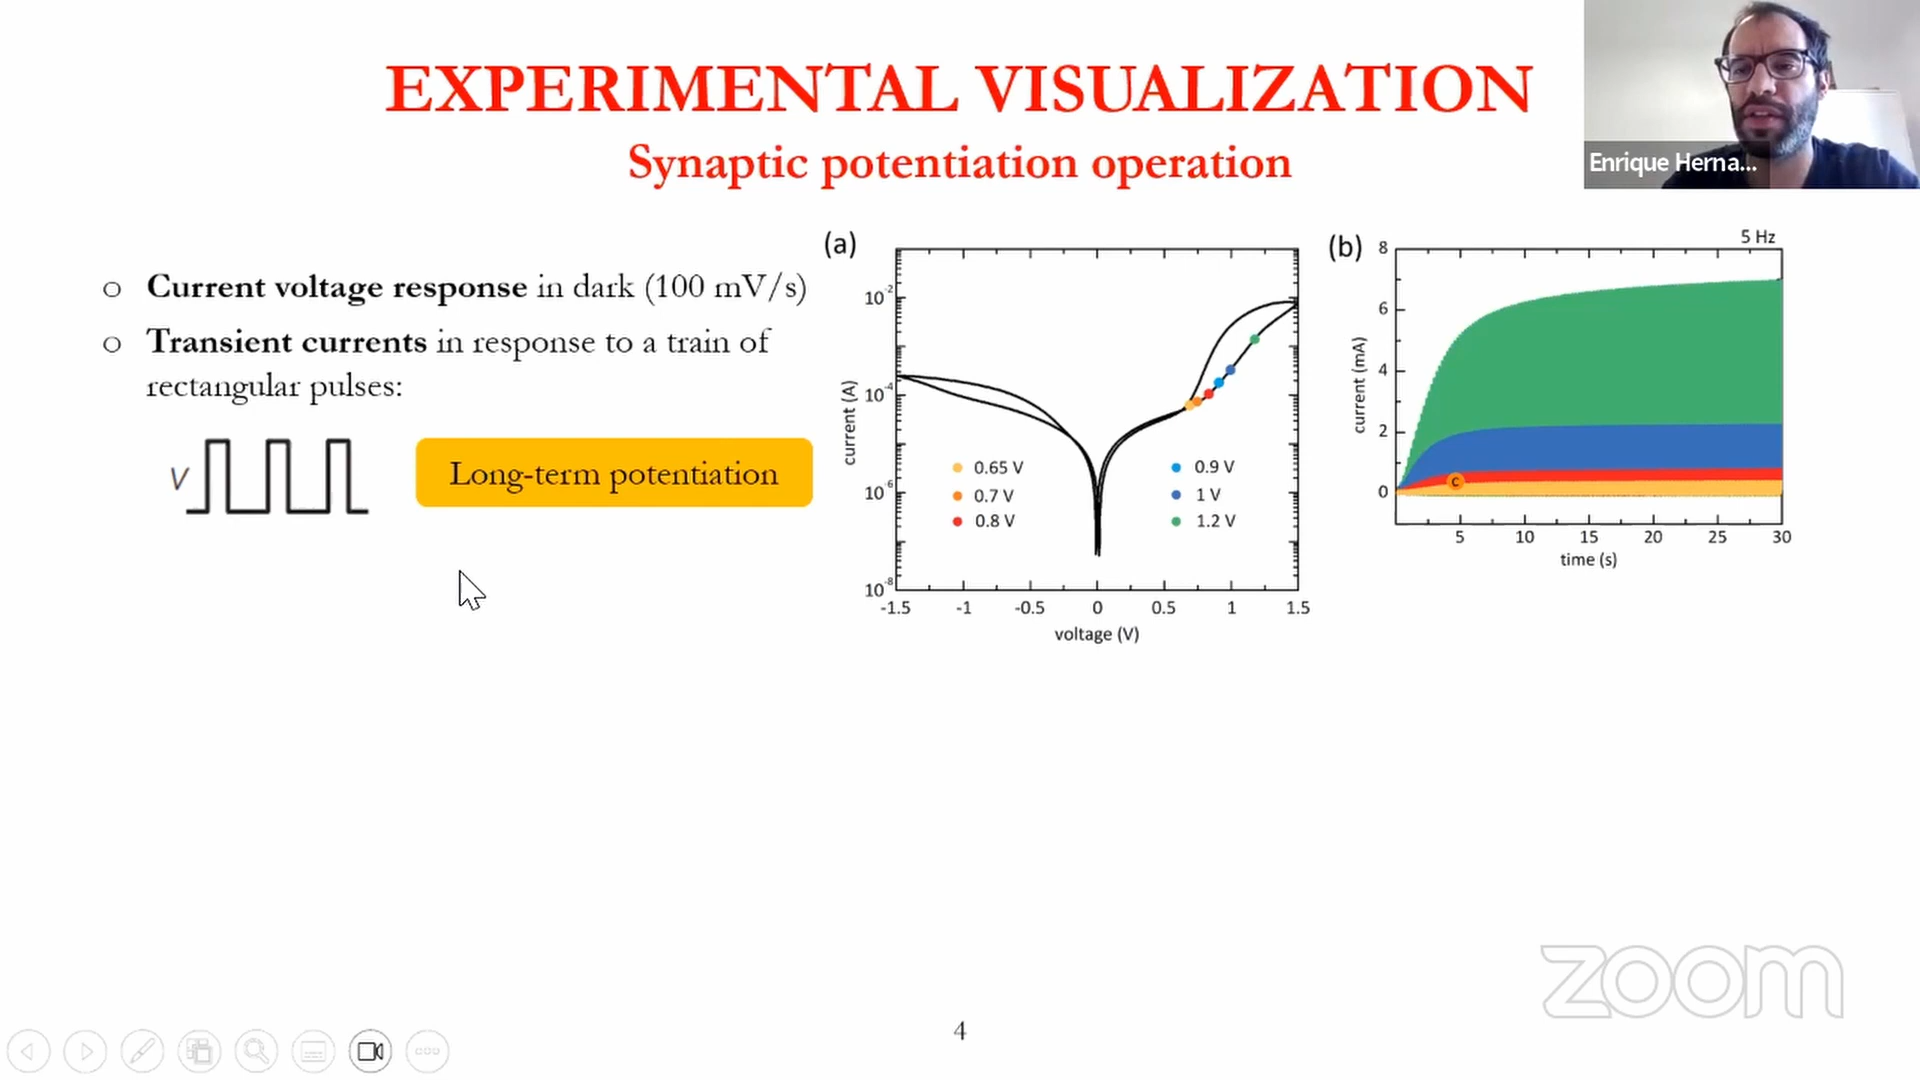 EXPERIMENTAL VISUALIZATION
Synaptic potentiation operation
Enrique Herna...
o Current voltage response in dark (100 mV/s)
o Transient currents in response to a train of
rectangular pulses:
V
Long-term potentiation
(a)
10-2
10-4
10-6
10-8
current (A)
0.65 V
0.7 V
0.8 V
0.9 V
1 V
1.2 V
-1.5 -1 -0.5 0 0.5 1 1.5
voltage (V)
(b)
5 Hz
8
6
4
2
0
current (mA)
C
5 10 15 20 25 30
time (s)
zoom
4